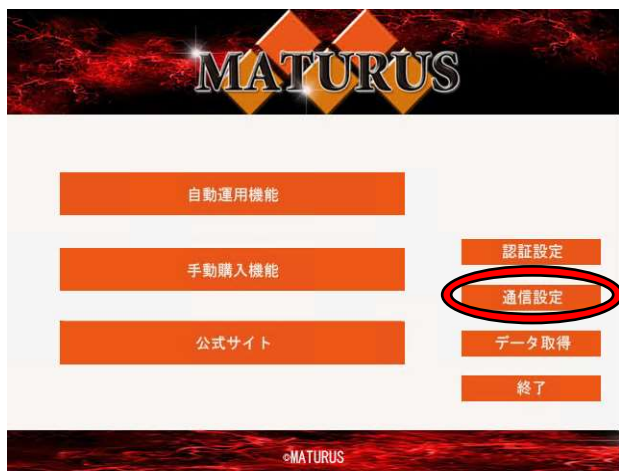 MATURUS
自動運用機能
手動購入機能
公式サイト
認証設定
通信設定
データ取得
終了
©MATURUS